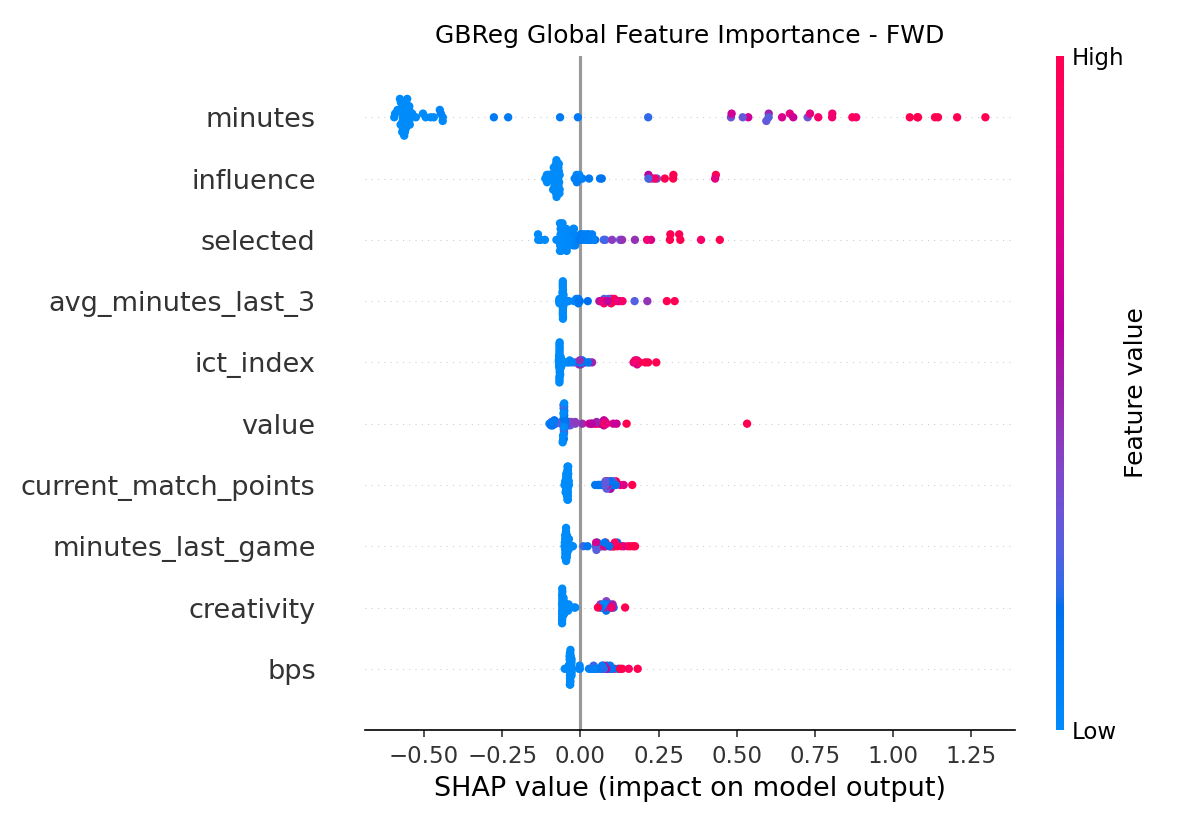 GBReg Global Feature Importance - FWD
High
minutes
influence
selected
avg_minutes_last_3
ict_index
value
current_match_points
minutes_last_game
creativity
bps
Feature value
Low
−0.50 −0.25 0.00 0.25 0.50 0.75 1.00 1.25
SHAP value (impact on model output)